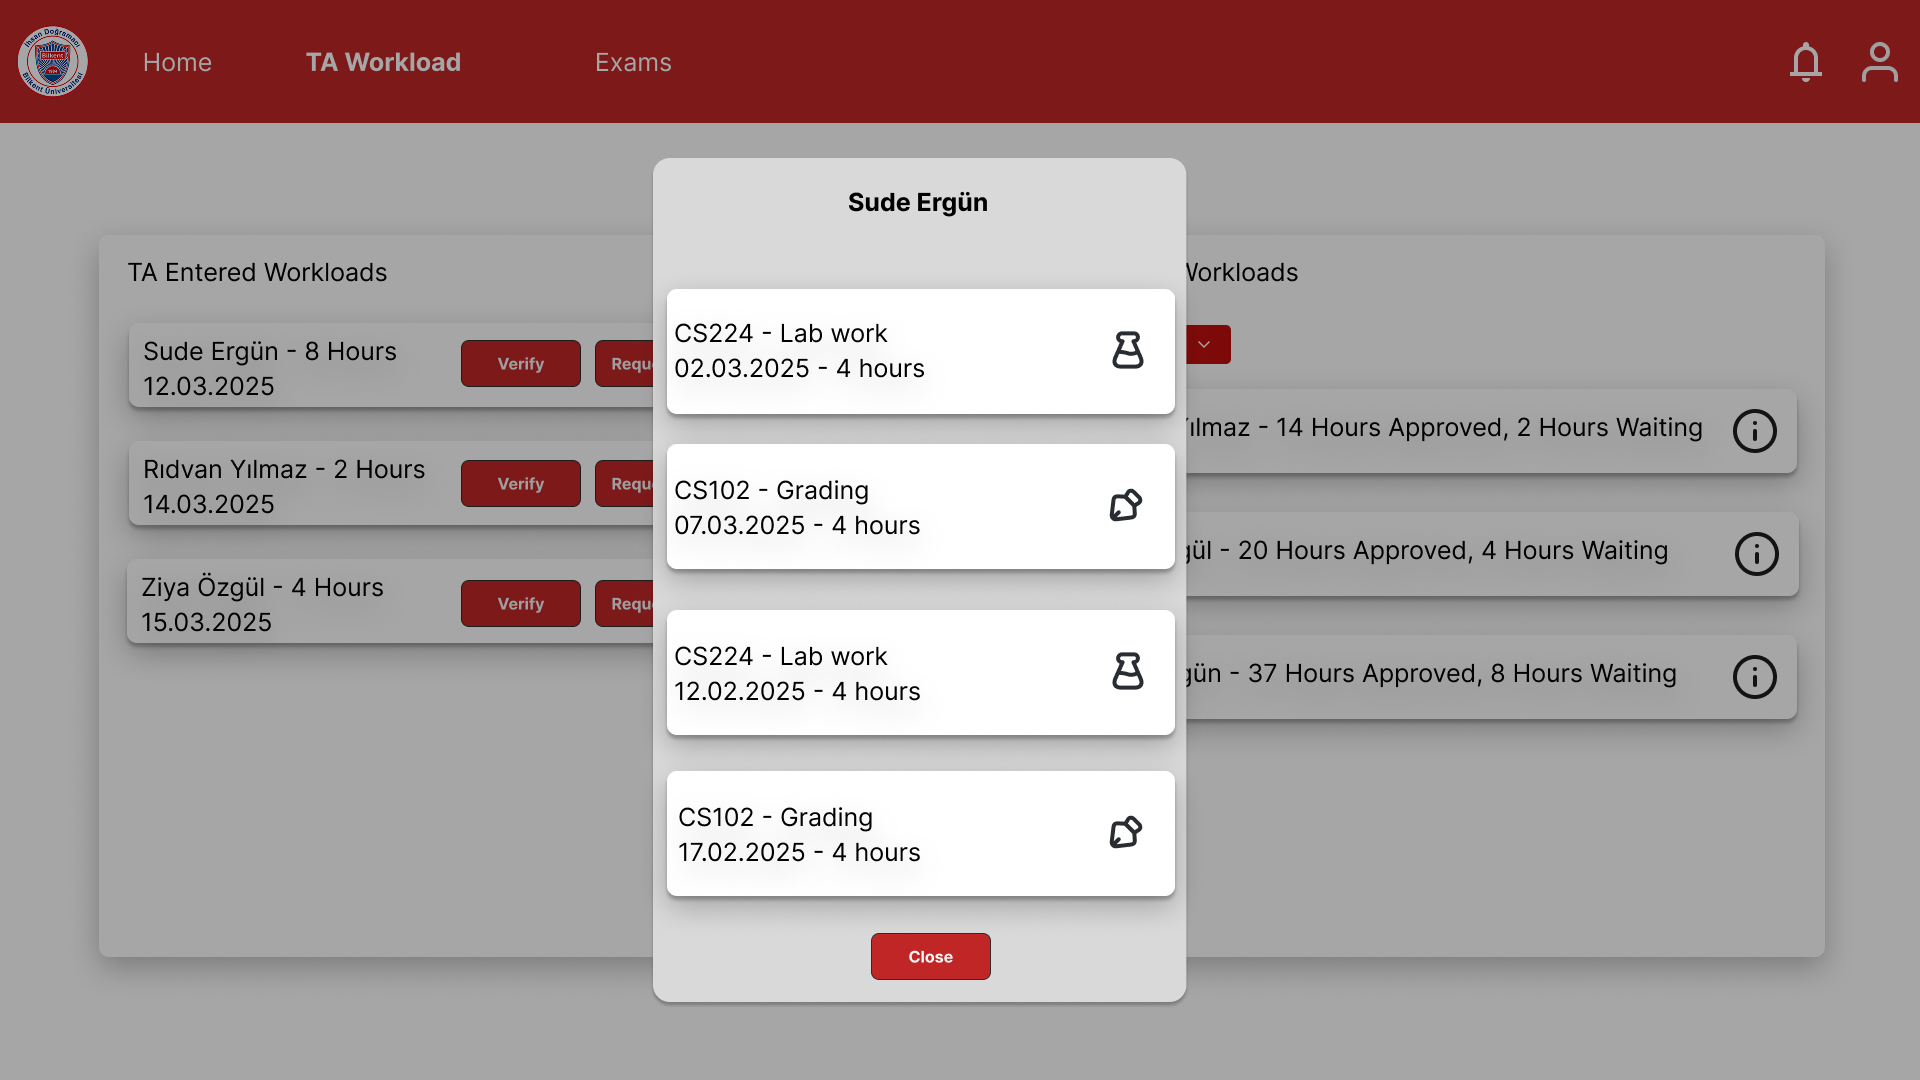 İhsan Doğramacı
Bilkent Üniversitesi
Bilkent
Home
TA Workload
Exams
Sude Ergün
TA Entered Workloads
Workloads
Sude Ergün - 8 Hours
12.03.2025
Verify
Requ
Rıdvan Yılmaz - 2 Hours
14.03.2025
Verify
Requ
Ziya Özgül - 4 Hours
15.03.2025
Verify
Requ
CS224 - Lab work
02.03.2025 - 4 hours
CS102 - Grading
07.03.2025 - 4 hours
CS224 - Lab work
12.02.2025 - 4 hours
CS102 - Grading
17.02.2025 - 4 hours
Close
Yılmaz - 14 Hours Approved, 2 Hours Waiting
gül - 20 Hours Approved, 4 Hours Waiting
gün - 37 Hours Approved, 8 Hours Waiting